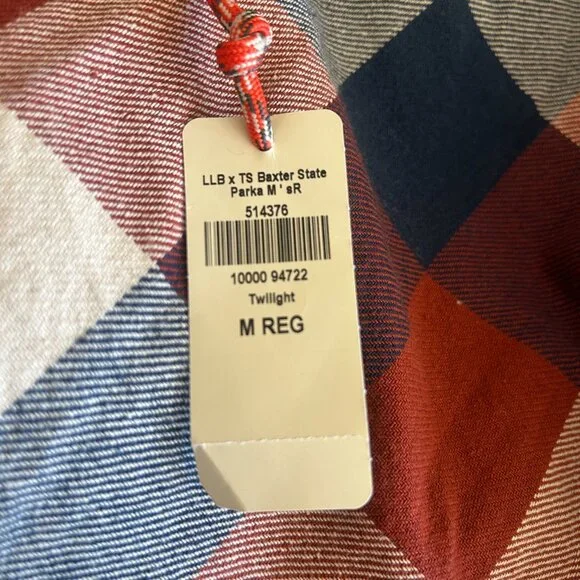 LLB x TS Baxter State
Parka M ' sR
514376
10000 94722
Twilight
M REG